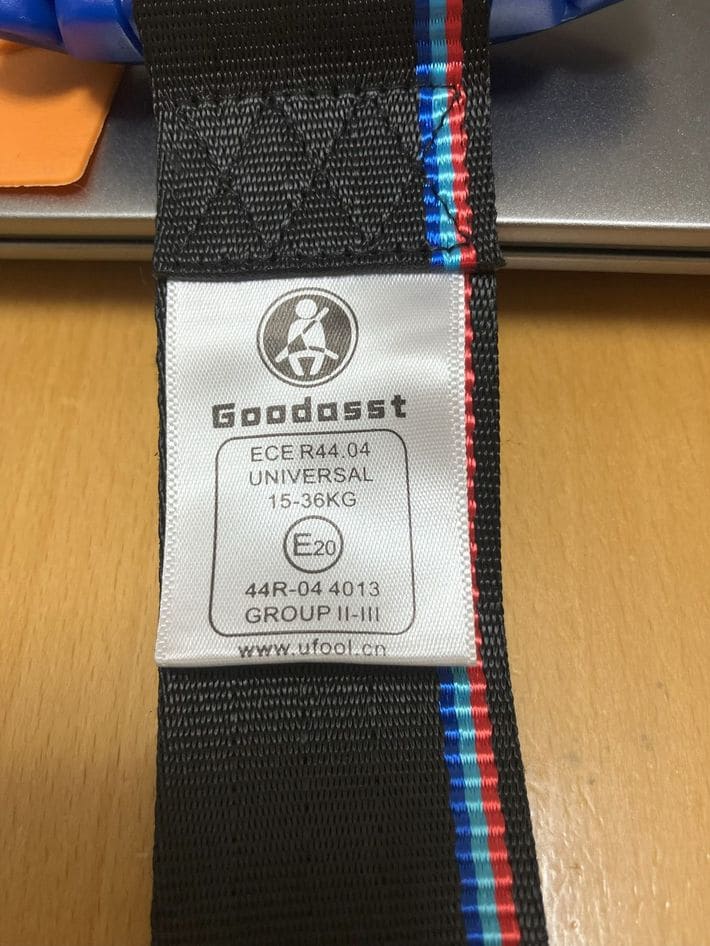 Goodasst
ECE R44.04
UNIVERSAL
15-36KG
E20
44R-04 4013
GROUP II-III
www.ufool.cn